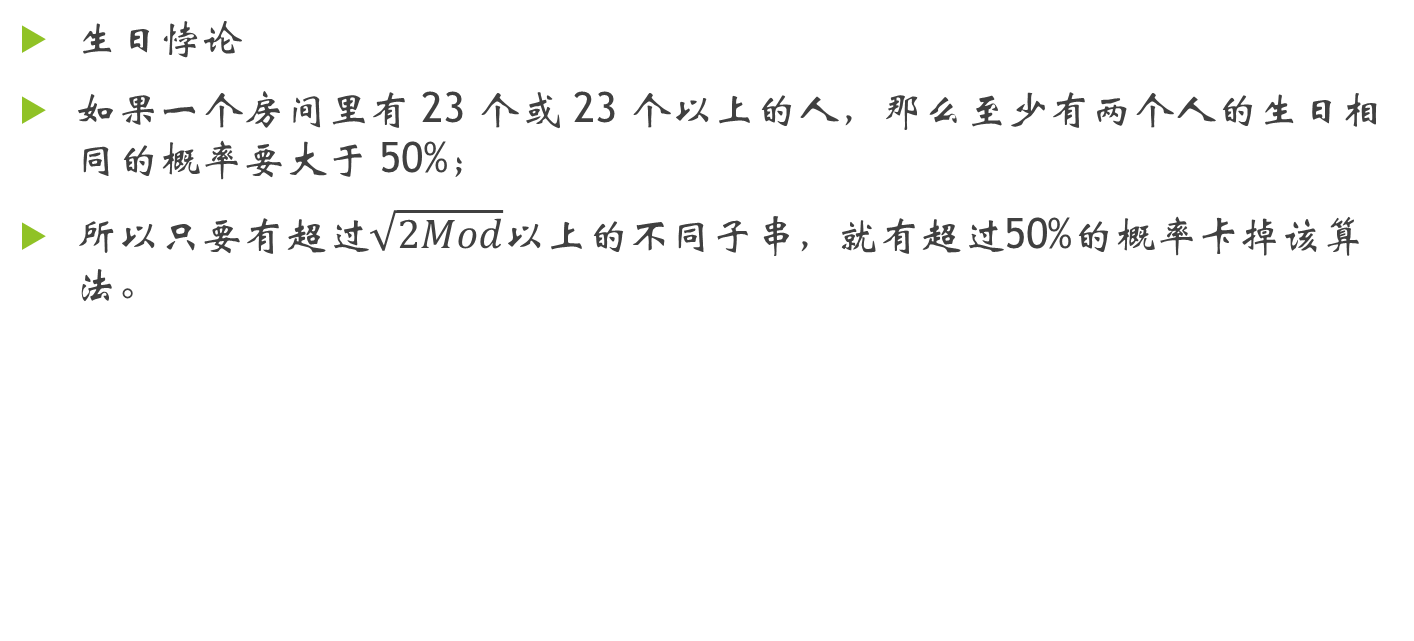 生日悖论
如果一个房间里有 23 个或 23 个以上的人，那么至少有两个人的生日相
同的概率要大于 50%；
所以只要有超过√2Mod以上的不同子串，就有超过50%的概率卡掉该算
法。